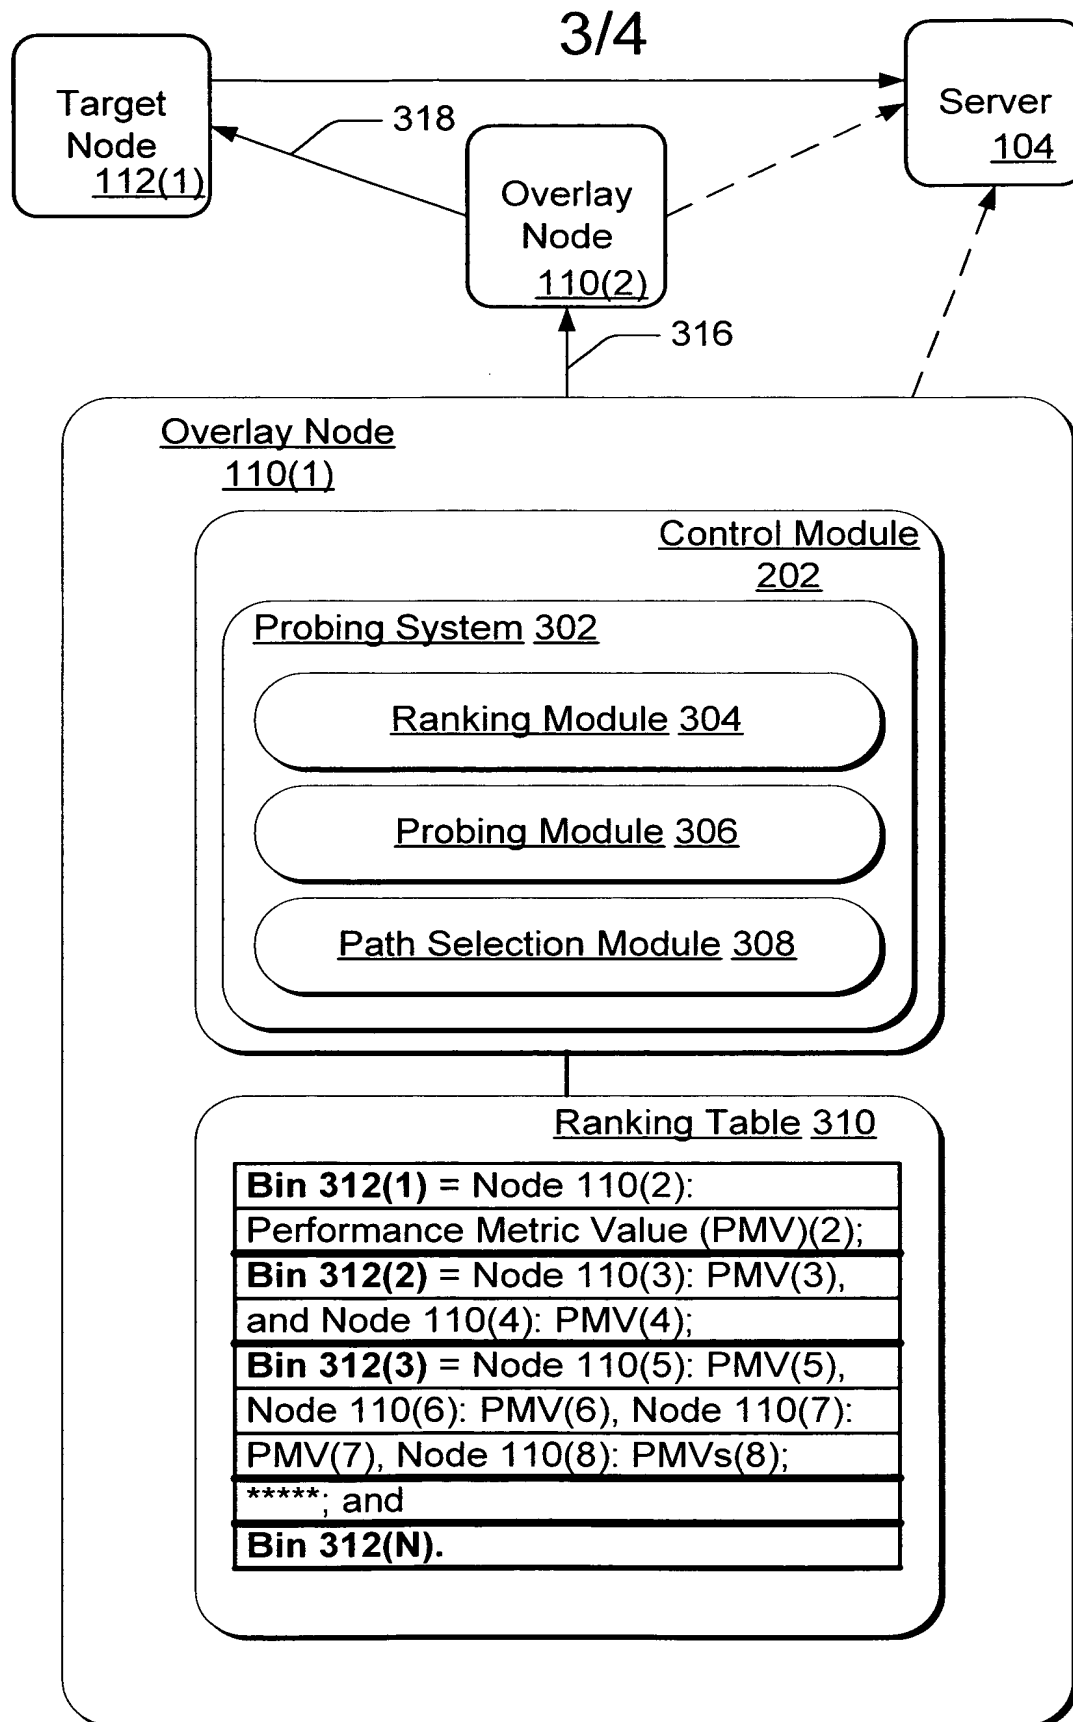 3/4
Target
Node
112(1)
318
Server
104
Overlay
Node
110(2)
316
Overlay Node
110(1)
Control Module
202
Probing System 302
Ranking Module 304
Probing Module 306
Path Selection Module 308
Ranking Table 310
Bin 312(1) = Node 110(2):
Performance Metric Value (PMV)(2);
Bin 312(2) = Node 110(3): PMV(3),
and Node 110(4): PMV(4);
Bin 312(3) = Node 110(5): PMV(5),
Node 110(6): PMV(6), Node 110(7):
PMV(7), Node 110(8): PMVs(8);
*****; and
Bin 312(N).